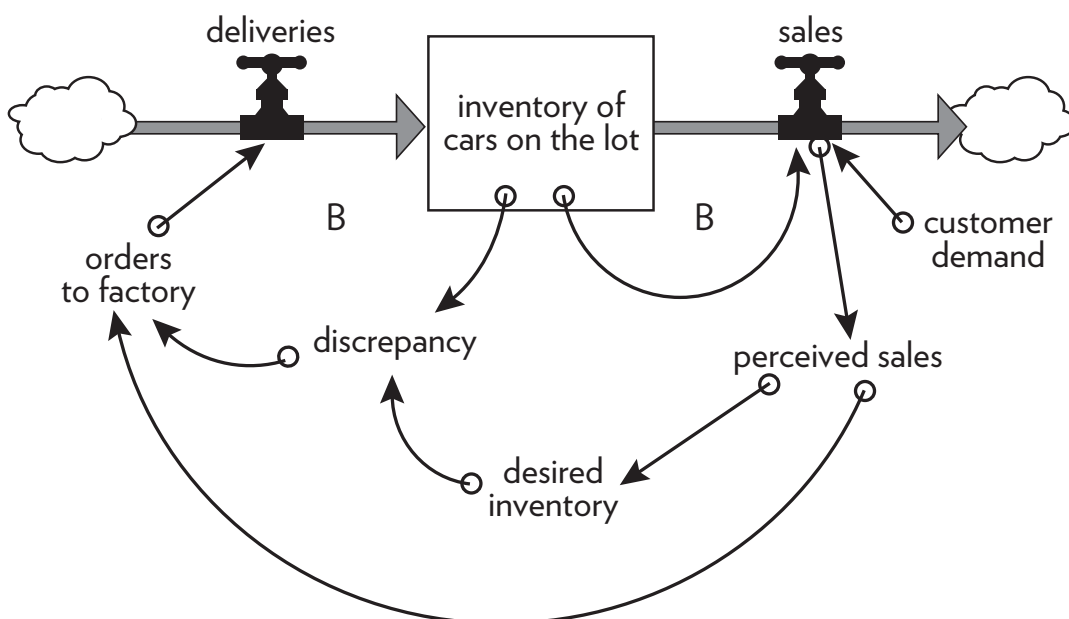 deliveries
sales
inventory of
cars on the lot
B
B
customer
demand
orders
to factory
discrepancy
perceived sales
desired
inventory